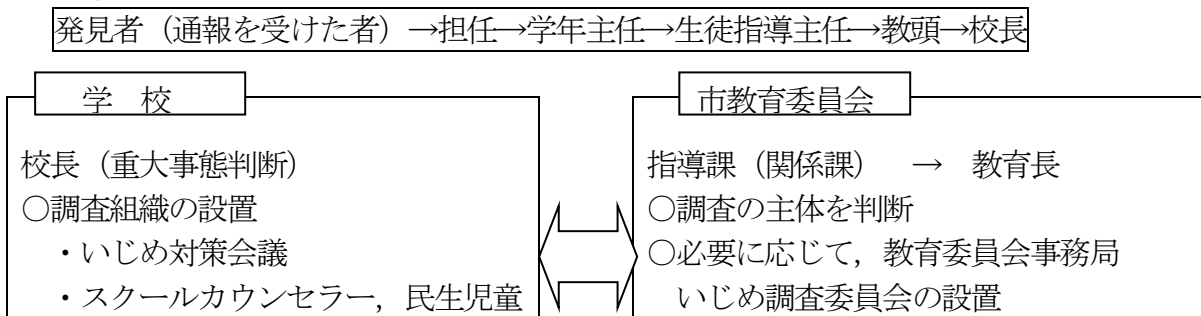 発見者（通報を受けた者）→担任→学年主任→生徒指導主任→教頭→校長
学　校
校長（重大事態判断）
○調査組織の設置
・いじめ対策会議
・スクールカウンセラー，民生児童
市教育委員会
指導課（関係課）　→　教育長
○調査の主体を判断
○必要に応じて，教育委員会事務局
いじめ調査委員会の設置